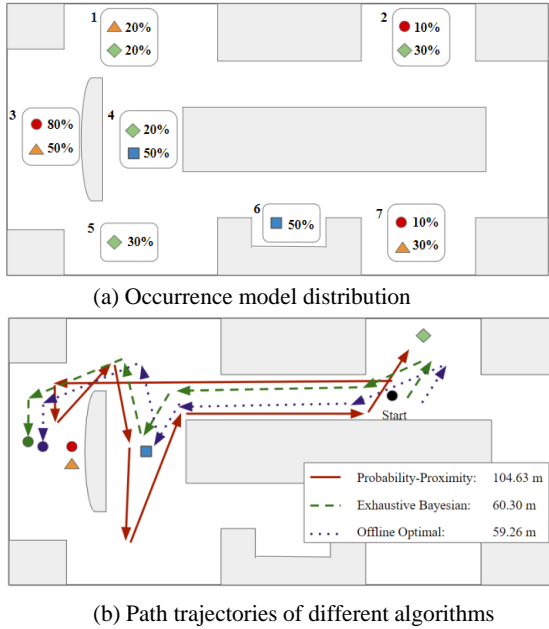 1 20% 20%
2 10% 30%
3 80% 50%
4 20% 50%
5 30%
6 50%
7 10% 30%
(a) Occurrence model distribution
Start
Probability-Proximity: 104.63 m
Exhaustive Bayesian: 60.30 m
Offline Optimal: 59.26 m
(b) Path trajectories of different algorithms